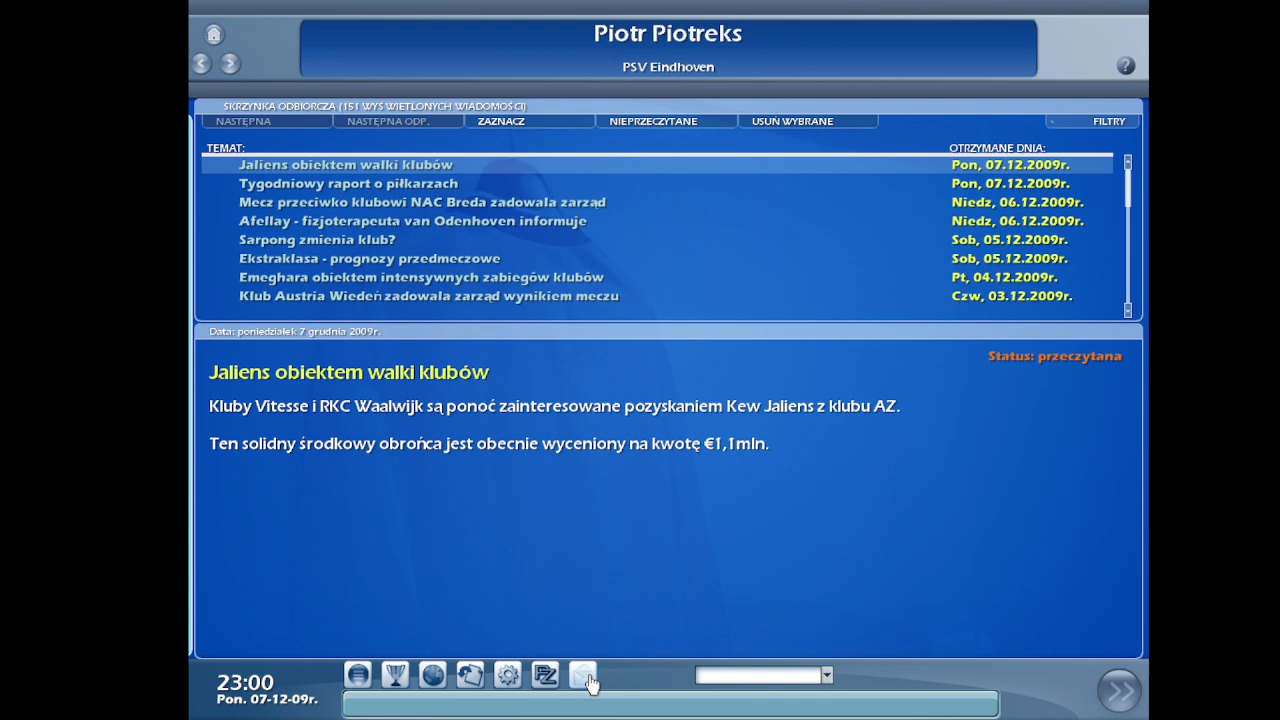 Piotr Piotreks
PSV Eindhoven
?
SKRZYNKA ODBIORCZA (151 WYŚWIETLONYCH WIADOMOŚCI)
NASTĘPNA NASTĘPNA ODP. ZAZNACZ NIEPRZECZYTANE USUŃ WYBRANE FILTRY
TEMAT: OTRZYMANE DNIA:
Jaliens obiektem walki klubów Pon, 07.12.2009r.
Tygodniowy raport o piłkarzach Pon, 07.12.2009r.
Mecz przeciwko klubowi NAC Breda zadowala zarząd Niedz, 06.12.2009r.
Afellay - fizjoterapeuta van Odenhoven informuje Niedz, 06.12.2009r.
Sarpong zmienia klub? Sob, 05.12.2009r.
Ekstraklasa - prognozy przedmeczowe Sob, 05.12.2009r.
Emeghara obiektem intensywnych zabiegów klubów Pt, 04.12.2009r.
Klub Austria Wiedeń zadowala zarząd wynikiem meczu Czw, 03.12.2009r.
Data: poniedziałek 7 grudnia 2009r.
Status: przeczytana
Jaliens obiektem walki klubów
Kluby Vitesse i RKC Waalwijk są ponoć zainteresowane pozyskaniem Kew Jaliens z klubu AZ.
Ten solidny środkowy obrońca jest obecnie wyceniony na kwotę €1,1mln.
23:00
Pon. 07-12-09r.